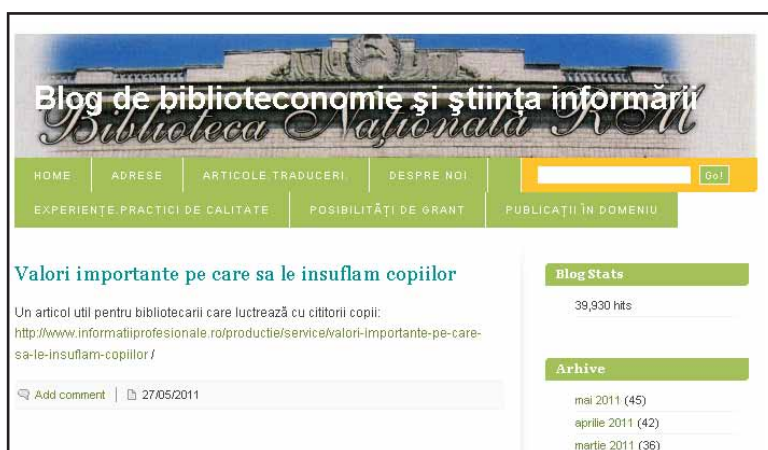 Blog de biblioteconomie şi ştiinţa informării
Biblioteca Naţională RM
HOME ADRESE ARTICOLE.TRADUCERI. DESPRE NOI Go!
EXPERIENŢE.PRACTICI DE CALITATE POSIBILITĂŢI DE GRANT PUBLICAŢII ÎN DOMENIU
Valori importante pe care sa le insuflam copiilor
Un articol util pentru bibliotecarii care luctrează cu cititorii copii:
http://www.informatiiprofesionale.ro/productie/service/valori-importante-pe-care-
sa-le-insuflam-copiilor /
Add comment 27/05/2011
Blog Stats
39,930 hits
Arhive
mai 2011 (45)
aprilie 2011 (42)
martie 2011 (36)